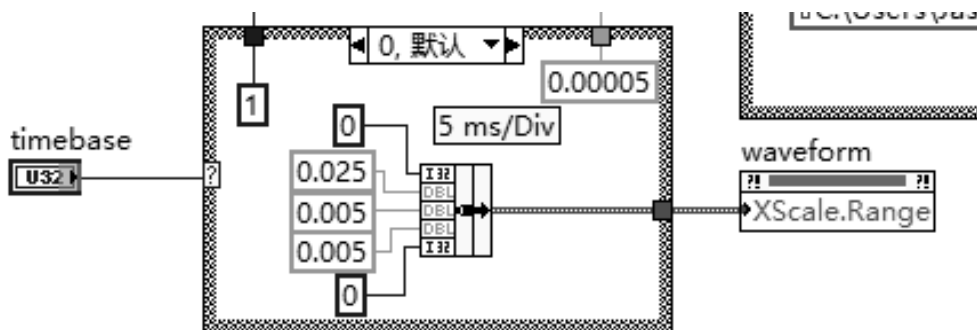 0, 默认
0.00005
1
timebase
U32
?
0
5 ms/Div
0.025
0.005
0.005
0
I32
DBL
DBL
DBL
I32
waveform
?!
?!
XScale.Range